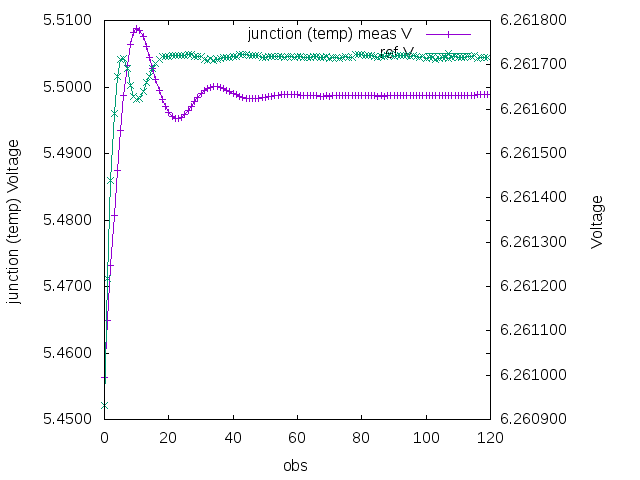 5.5100
5.5000
5.4900
5.4800
5.4700
5.4600
5.4500
junction (temp) Voltage
junction (temp) meas V
ref V
6.261800
6.261700
6.261600
6.261500
6.261400
6.261300
6.261200
6.261100
6.261000
6.260900
Voltage
0 20 40 60 80 100 120
obs